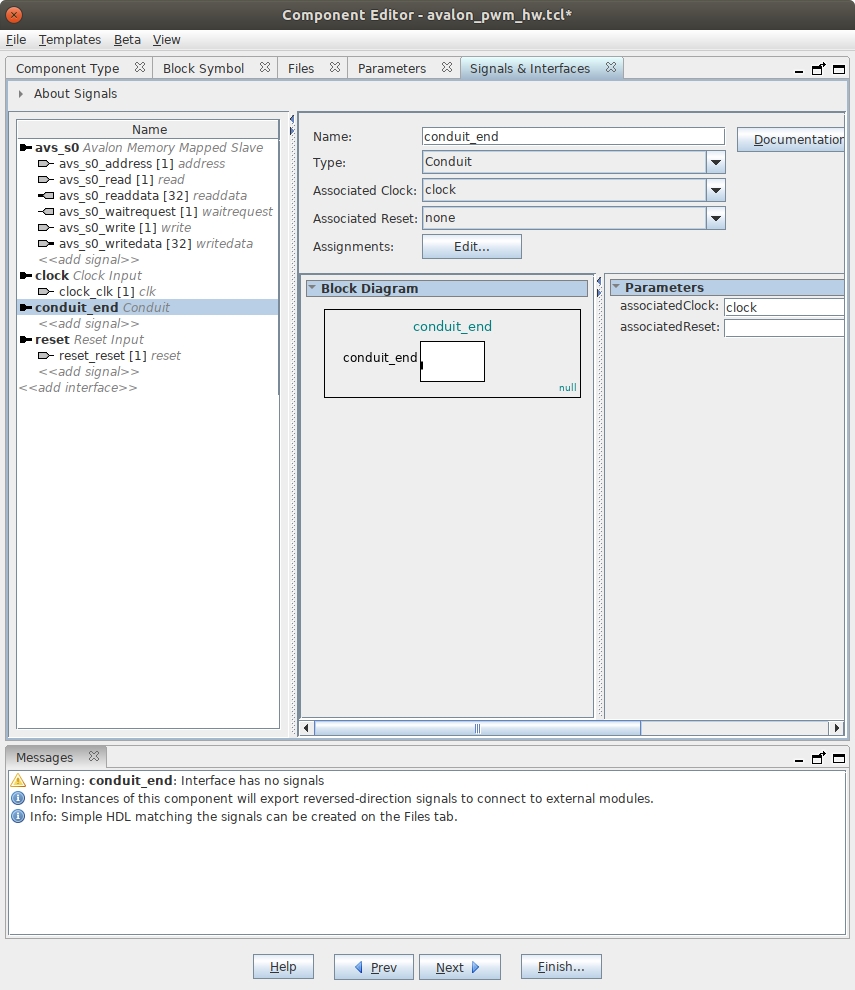 Component Editor - avalon_pwm_hw.tcl*
File Templates Beta View
Component Type Block Symbol Files Parameters Signals & Interfaces
About Signals
Name
avs_s0 Avalon Memory Mapped Slave
avs_s0_address [1] address
avs_s0_read [1] read
avs_s0_readdata [32] readdata
avs_s0_waitrequest [1] waitrequest
avs_s0_write [1] write
avs_s0_writedata [32] writedata
<<add signal>>
clock Clock Input
clock_clk [1] clk
conduit_end Conduit
<<add signal>>
reset Reset Input
reset_reset [1] reset
<<add signal>>
<<add interface>>
Name: conduit_end Documentation
Type: Conduit
Associated Clock: clock
Associated Reset: none
Assignments: Edit...
Block Diagram
conduit_end
conduit_end
null
Parameters
associatedClock: clock
associatedReset:
Messages
Warning: conduit_end: Interface has no signals
Info: Instances of this component will export reversed-direction signals to connect to external modules.
Info: Simple HDL matching the signals can be created on the Files tab.
Help Prev Next Finish...